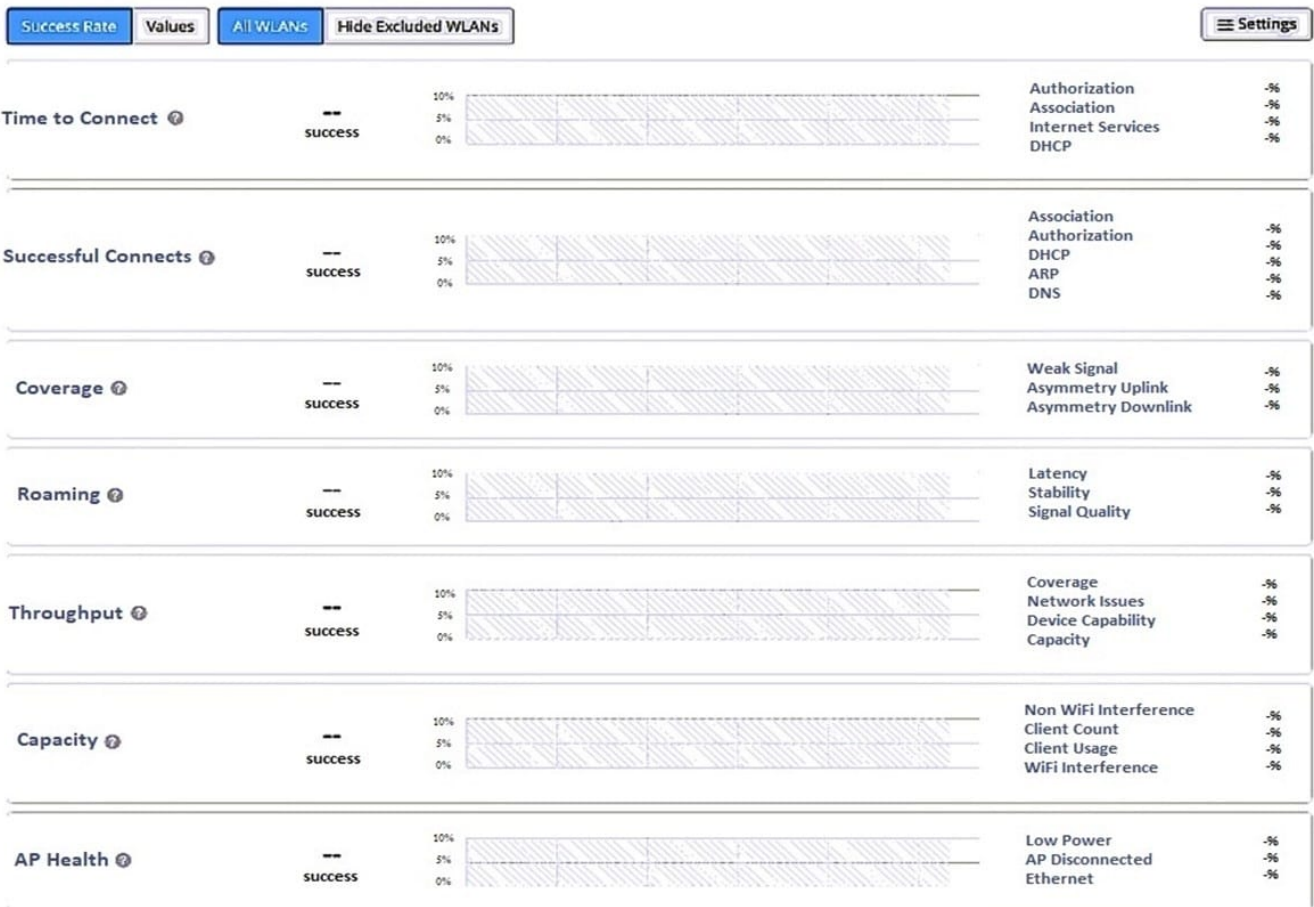 Success Rate Values All WLANs Hide Excluded WLANs Settings
Time to Connect
--
success
10%
5%
0%
Authorization -%
Association -%
Internet Services -%
DHCP -%
Successful Connects
--
success
10%
5%
0%
Association -%
Authorization -%
DHCP -%
ARP -%
DNS -%
Coverage
--
success
10%
5%
0%
Weak Signal -%
Asymmetry Uplink -%
Asymmetry Downlink -%
Roaming
--
success
10%
5%
0%
Latency -%
Stability -%
Signal Quality -%
Throughput
--
success
10%
5%
0%
Coverage -%
Network Issues -%
Device Capability -%
Capacity -%
Capacity
--
success
10%
5%
0%
Non WiFi Interference -%
Client Count -%
Client Usage -%
WiFi Interference -%
AP Health
--
success
10%
5%
0%
Low Power -%
AP Disconnected -%
Ethernet -%